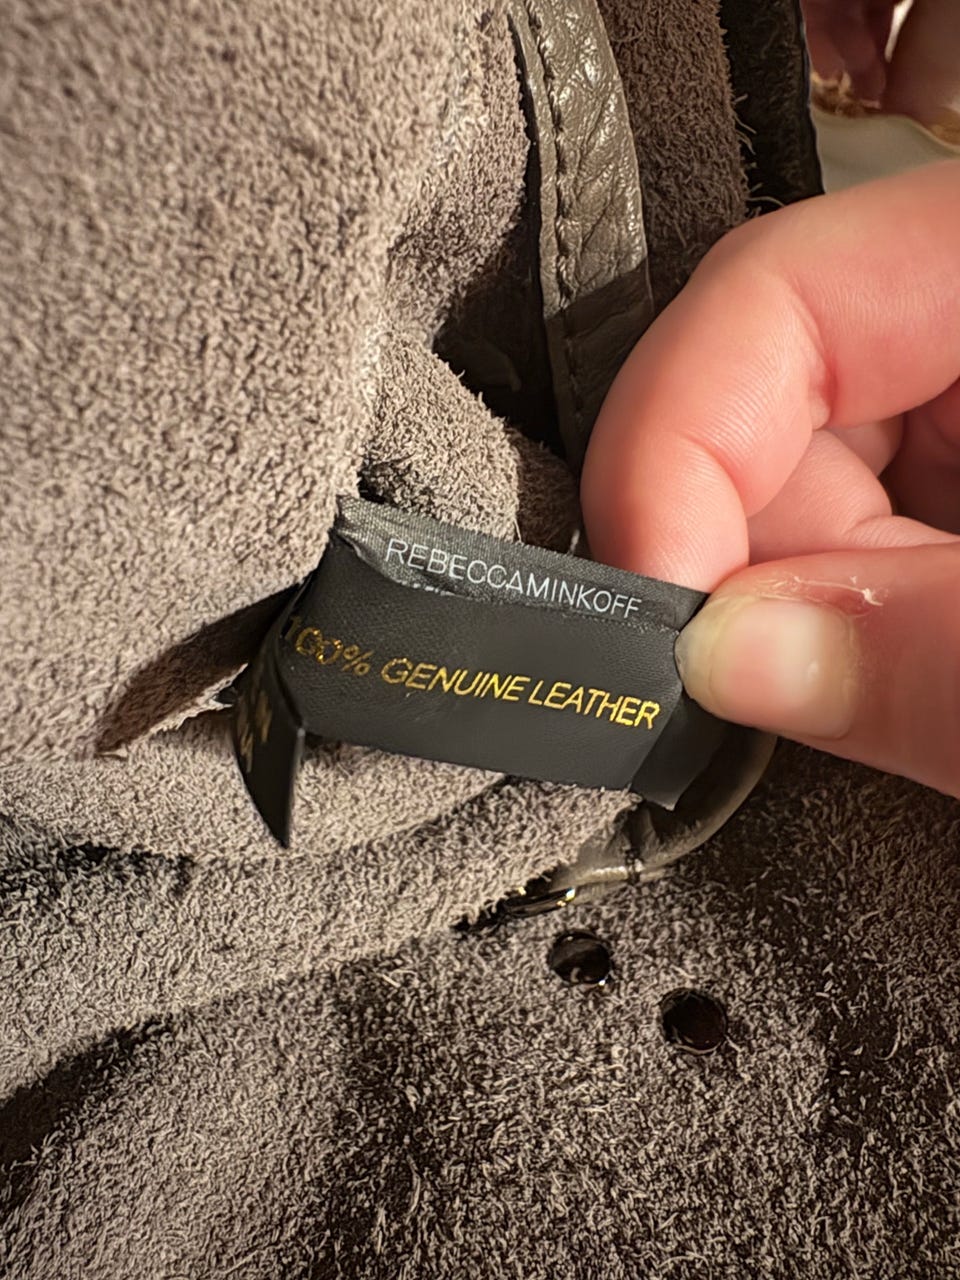 REBECCAMINKOFF
100% GENUINE LEATHER